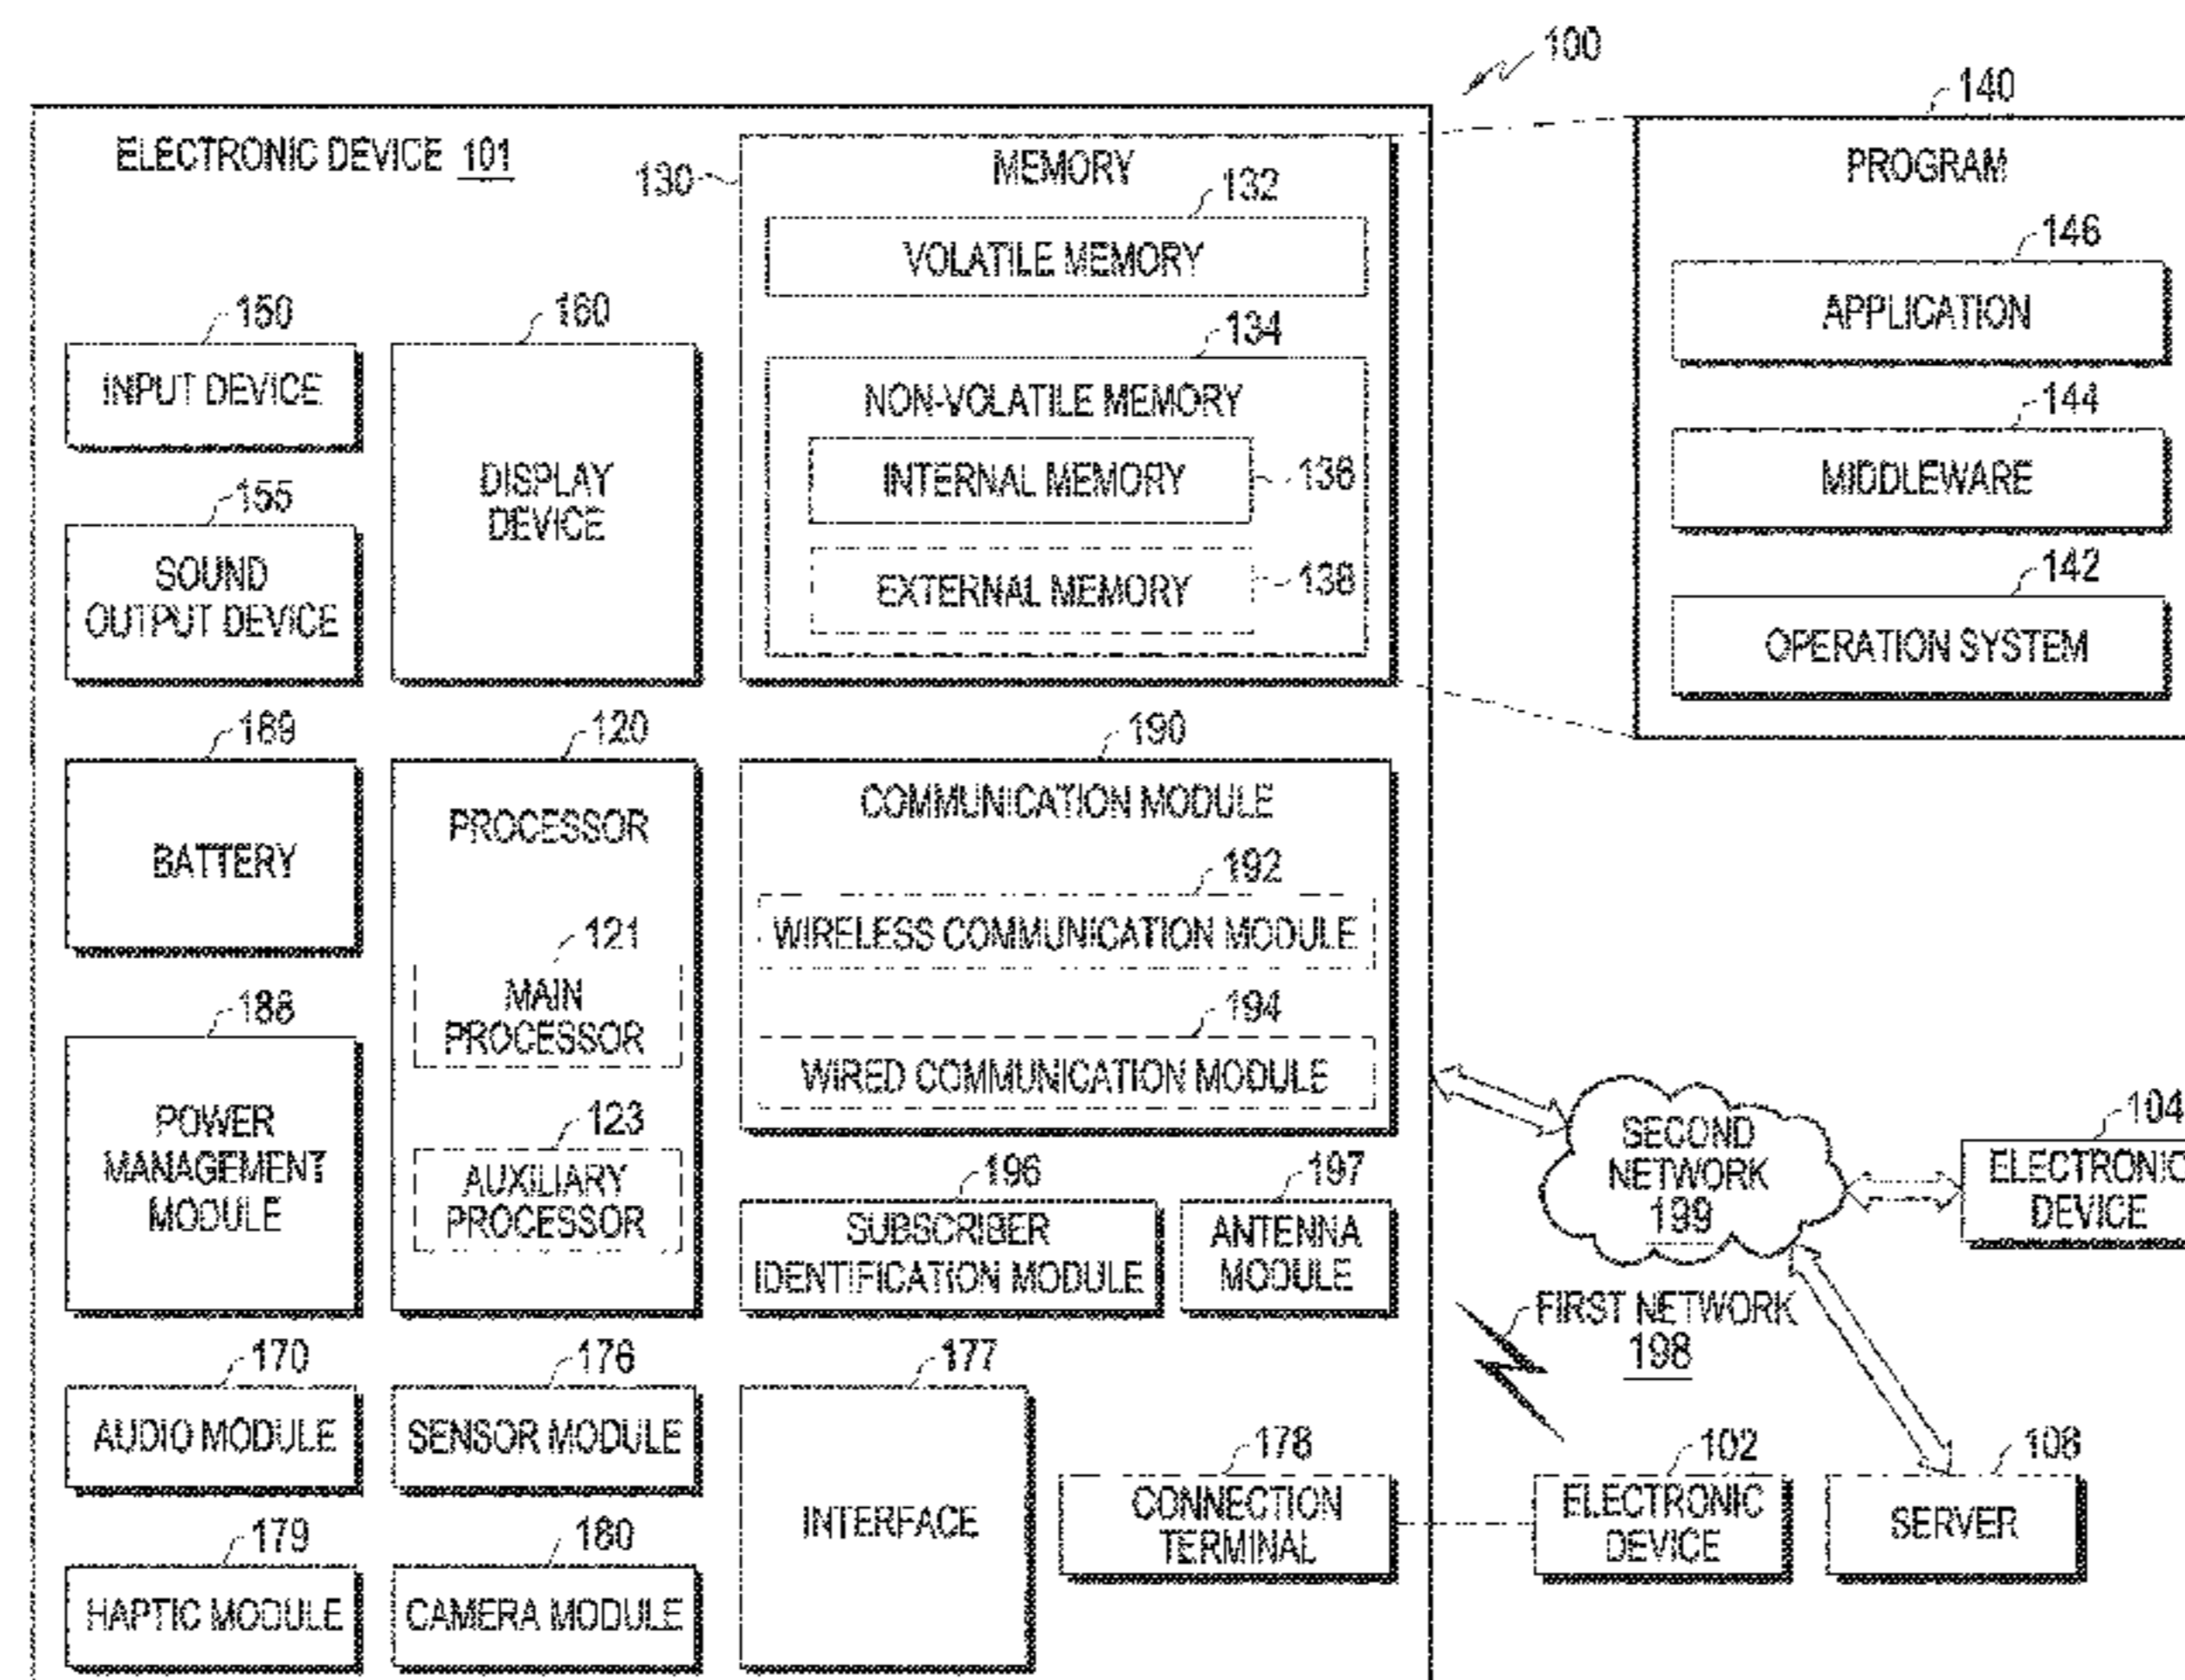 100
ELECTRONIC DEVICE 101
130
MEMORY
132
VOLATILE MEMORY
134
NON-VOLATILE MEMORY
INTERNAL MEMORY
136
EXTERNAL MEMORY
138
140
PROGRAM
146
APPLICATION
144
MIDDLEWARE
142
OPERATION SYSTEM
150
INPUT DEVICE
155
SOUND
OUTPUT DEVICE
160
DISPLAY
DEVICE
189
BATTERY
188
POWER
MANAGEMENT
MODULE
120
PROCESSOR
121
MAIN
PROCESSOR
123
AUXILIARY
PROCESSOR
190
COMMUNICATION MODULE
192
WIRELESS COMMUNICATION MODULE
194
WIRED COMMUNICATION MODULE
196
SUBSCRIBER
IDENTIFICATION MODULE
197
ANTENNA
MODULE
170
AUDIO MODULE
176
SENSOR MODULE
177
INTERFACE
178
CONNECTION
TERMINAL
179
HAPTIC MODULE
180
CAMERA MODULE
SECOND
NETWORK
199
104
ELECTRONIC
DEVICE
FIRST NETWORK
198
102
ELECTRONIC
DEVICE
108
SERVER